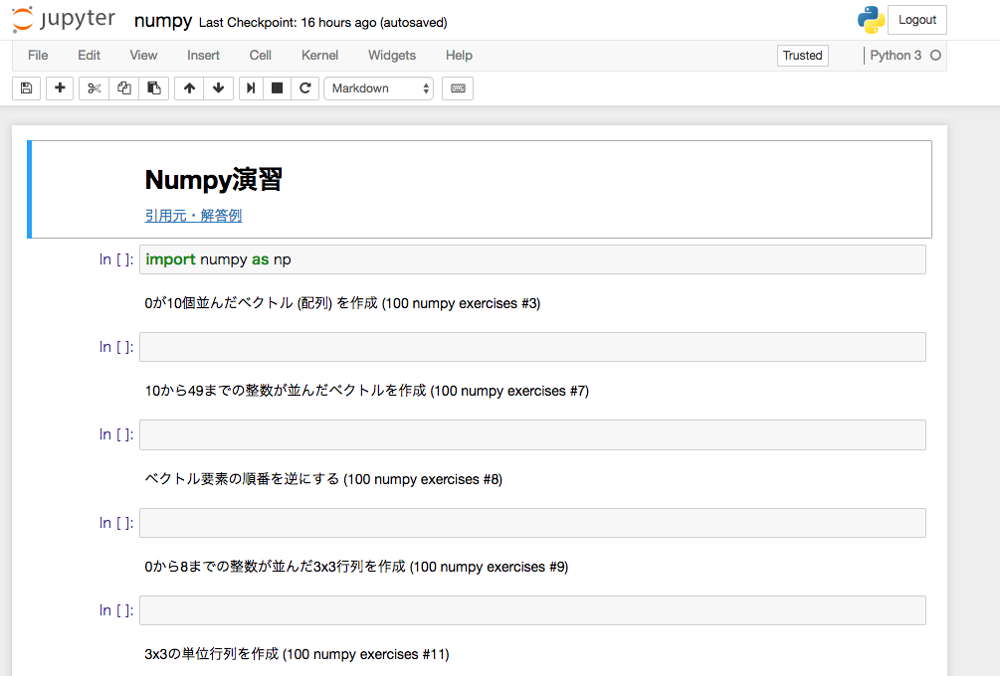 jupyter numpy Last Checkpoint: 16 hours ago (autosaved) Logout
File Edit View Insert Cell Kernel Widgets Help Trusted Python 3
Markdown
Numpy演習
引用元・解答例
In [ ]: import numpy as np
0が10個並んだベクトル (配列) を作成 (100 numpy exercises #3)
In [ ]:
10から49までの整数が並んだベクトルを作成 (100 numpy exercises #7)
In [ ]:
ベクトル要素の順番を逆にする (100 numpy exercises #8)
In [ ]:
0から8までの整数が並んだ3x3行列を作成 (100 numpy exercises #9)
In [ ]:
3x3の単位行列を作成 (100 numpy exercises #11)